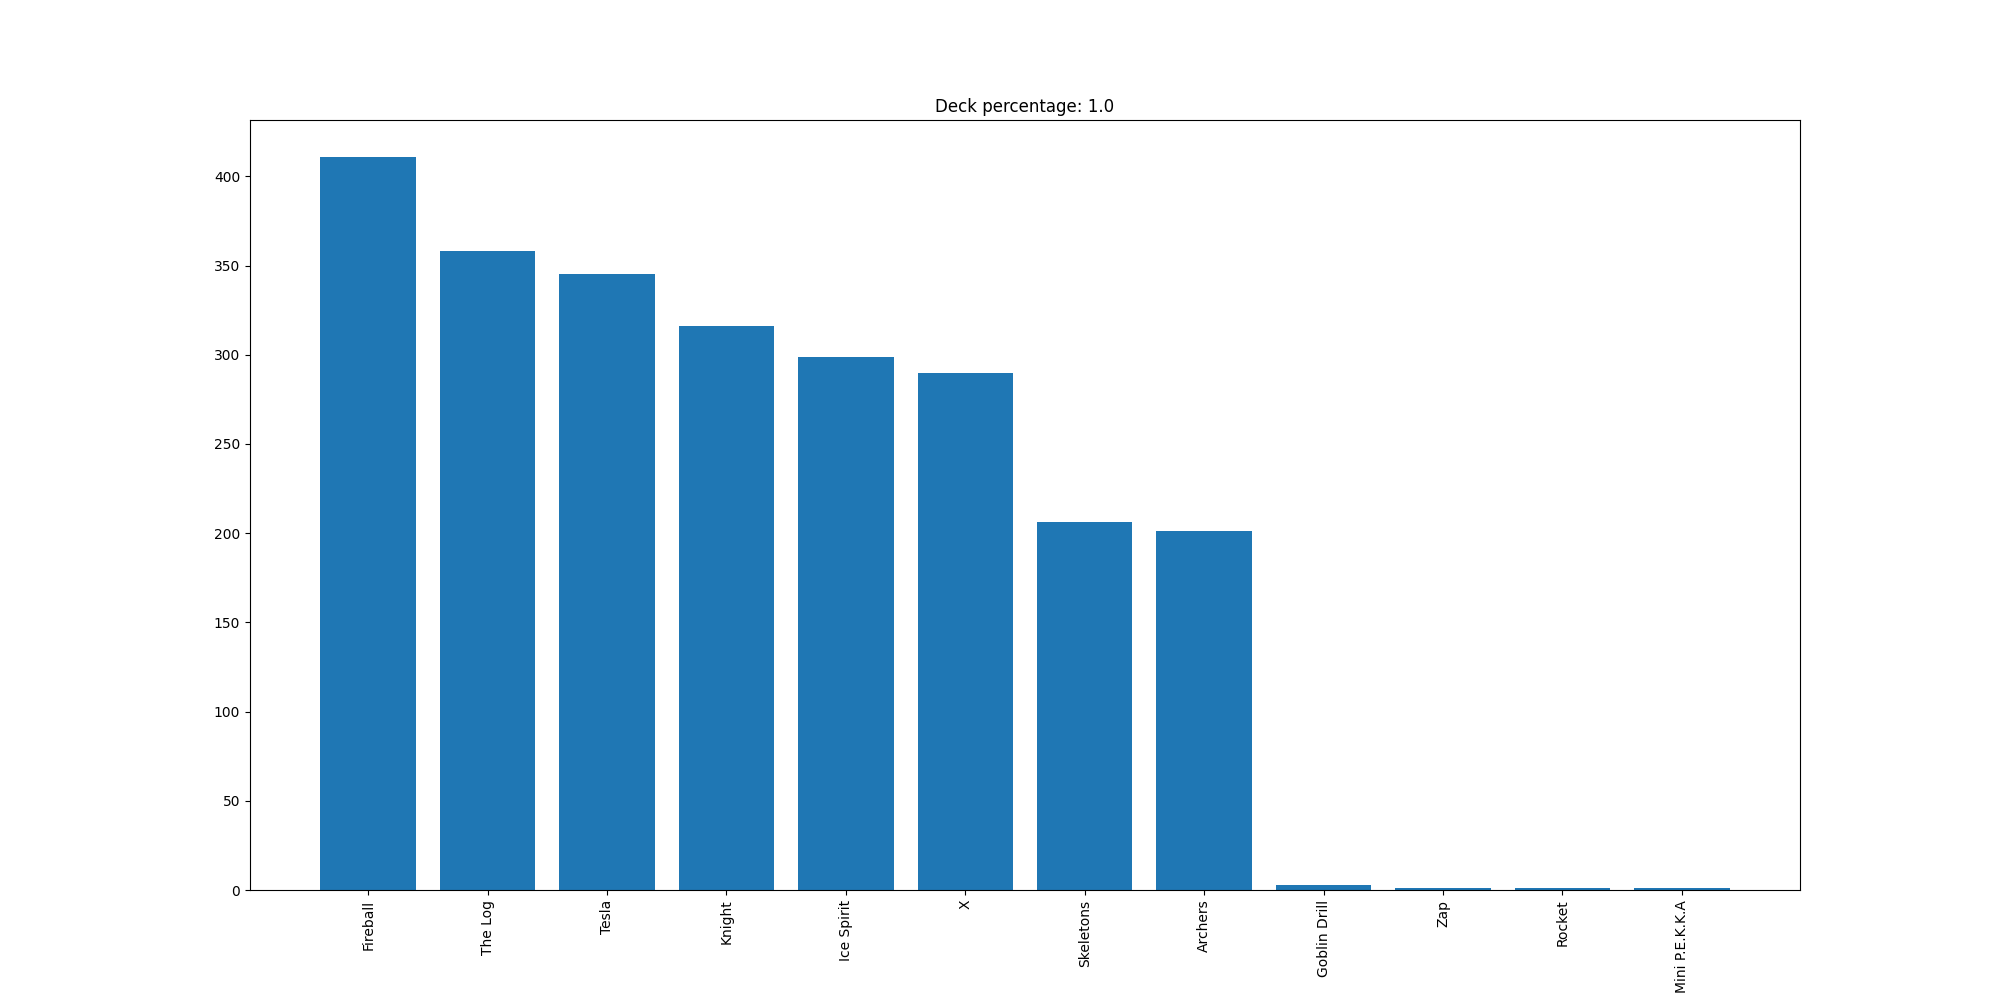 Deck percentage: 1.0
400
350
300
250
200
150
100
50
0
Fireball
The Log
Tesla
Knight
Ice Spirit
X
Skeletons
Archers
Goblin Drill
Zap
Rocket
Mini P.E.K.K.A